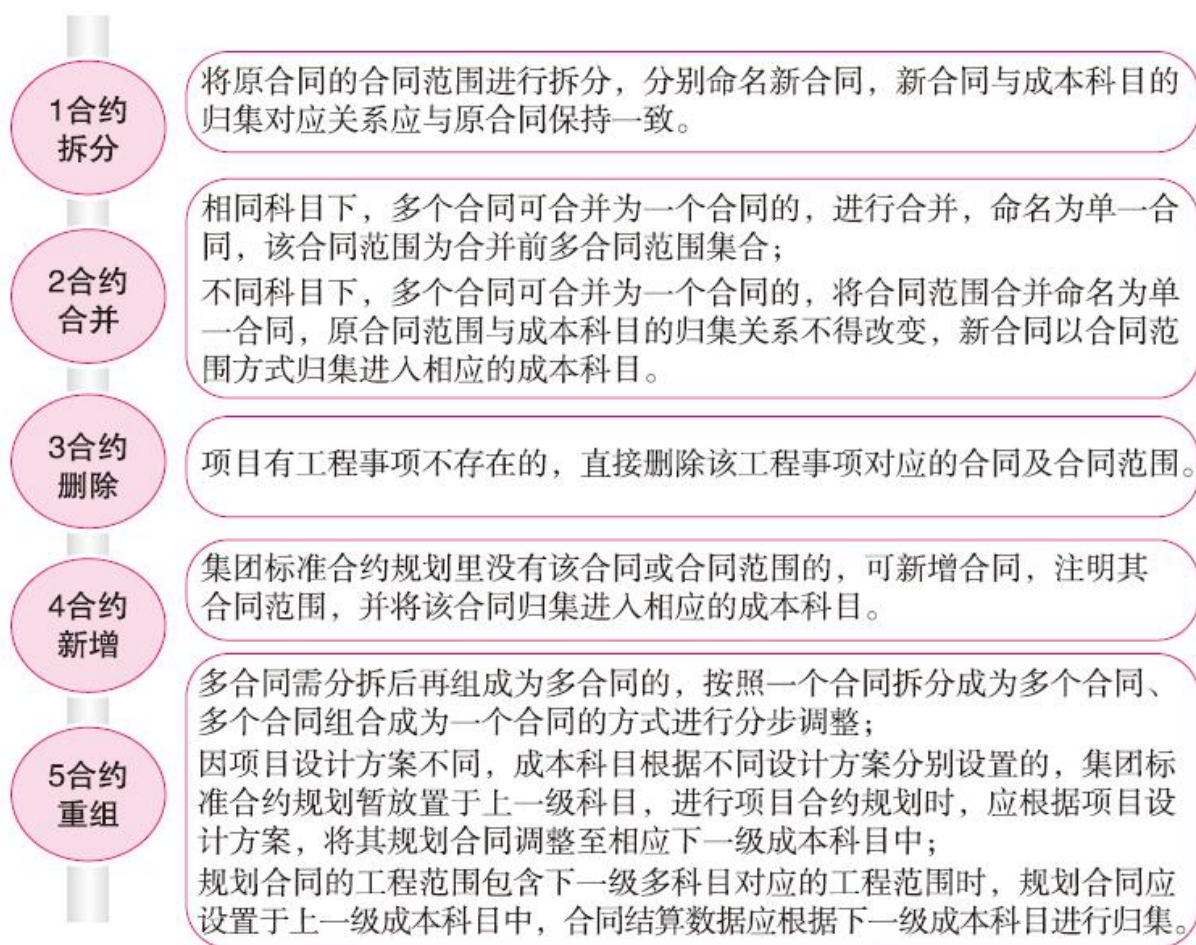 1合约
拆分
将原合同的合同范围进行拆分，分别命名新合同，新合同与成本科目的
归集对应关系应与原合同保持一致。
2合约
合并
相同科目下，多个合同可合并为一个合同的，进行合并，命名为单一合
同，该合同范围为合并前多合同范围集合；
不同科目下，多个合同可合并为一个合同的，将合同范围合并命名为单
一合同，原合同范围与成本科目的归集关系不得改变，新合同以合同范
围方式归集进入相应的成本科目。
3合约
删除
项目有工程事项不存在的，直接删除该工程事项对应的合同及合同范围。
4合约
新增
集团标准合约规划里没有该合同或合同范围的，可新增合同，注明其
合同范围，并将该合同归集进入相应的成本科目。
5合约
重组
多合同需分拆后再组成为多合同的，按照一个合同拆分成为多个合同、
多个合同组合成为一个合同的方式进行分步调整；
因项目设计方案不同，成本科目根据不同设计方案分别设置的，集团标
准合约规划暂放置于上一级科目，进行项目合约规划时，应根据项目设
计方案，将其规划合同调整至相应下一级成本科目中；
规划合同的工程范围包含下一级多科目对应的工程范围时，规划合同应
设置于上一级成本科目中，合同结算数据应根据下一级成本科目进行归集。